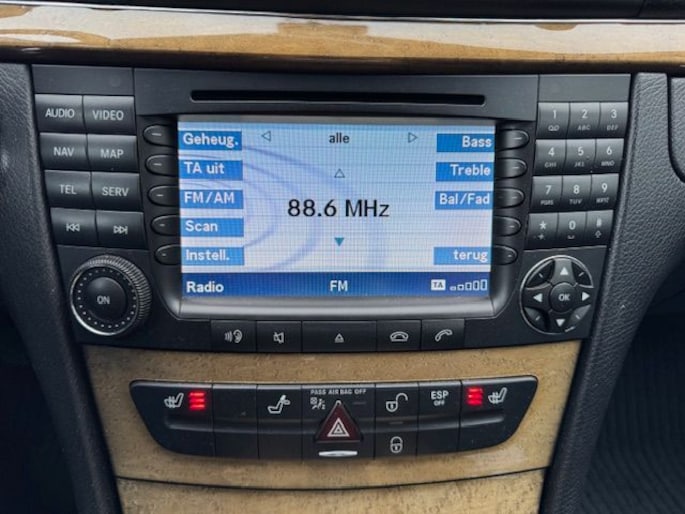 AUDIO VIDEO
NAV MAP
TEL SERV
Geheug. alle Bass
TA uit Treble
FM/AM Bal/Fad
88.6 MHz
Scan
Instell. terug
Radio FM TA
1 2 ABC 3 DEF
4 GHI 5 JKL 6 MNO
7 PQRS 8 TUV 9 WXYZ
* 0 #
ON
OK
PASS AIR BAG OFF
ESP
OFF